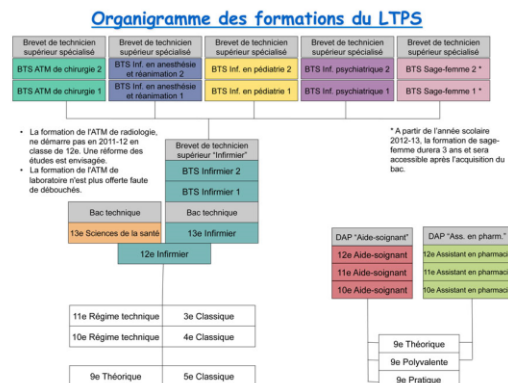 Organigramme des formations du LTPS
Brevet de technicien
supérieur spécialisé
BTS ATM de chirurgie 2
BTS ATM de chirurgie 1
Brevet de technicien
supérieur spécialisé
BTS Inf. en anesthésie
et réanimation 2
BTS Inf. en anesthésie
et réanimation 1
Brevet de technicien
supérieur spécialisé
BTS Inf. en pédiatrie 2
BTS Inf. en pédiatrie 1
Brevet de technicien
supérieur spécialisé
BTS Inf. psychiatrique 2
BTS Inf. psychiatrique 1
Brevet de technicien
supérieur spécialisé
BTS Sage-femme 2 *
BTS Sage-femme 1 *
• La formation de l'ATM de radiologie,
ne démarre pas en 2011-12 en
classe de 12e. Une réforme des
études est envisagée.
• La formation de l'ATM de
laboratoire n'est plus offerte faute
de débouchés.
Brevet de technicien
supérieur "Infirmier"
BTS Infirmier 2
BTS Infirmier 1
* A partir de l'année scolaire
2012-13, la formation de sage-
femme durera 3 ans et sera
accessible après l'acquisition du
bac.
Bac technique
13e Sciences de la santé
Bac technique
13e Infirmier
12e Infirmier
DAP "Aide-soignant"
12e Aide-soignant
11e Aide-soignant
10e Aide-soignant
DAP "Ass. en pharm."
12e Assistant en pharmacie
11e Assistant en pharmacie
10e Assistant en pharmacie
11e Régime technique
3e Classique
10e Régime technique
4e Classique
9e Théorique
5e Classique
9e Théorique
9e Polyvalente
9e Pratique